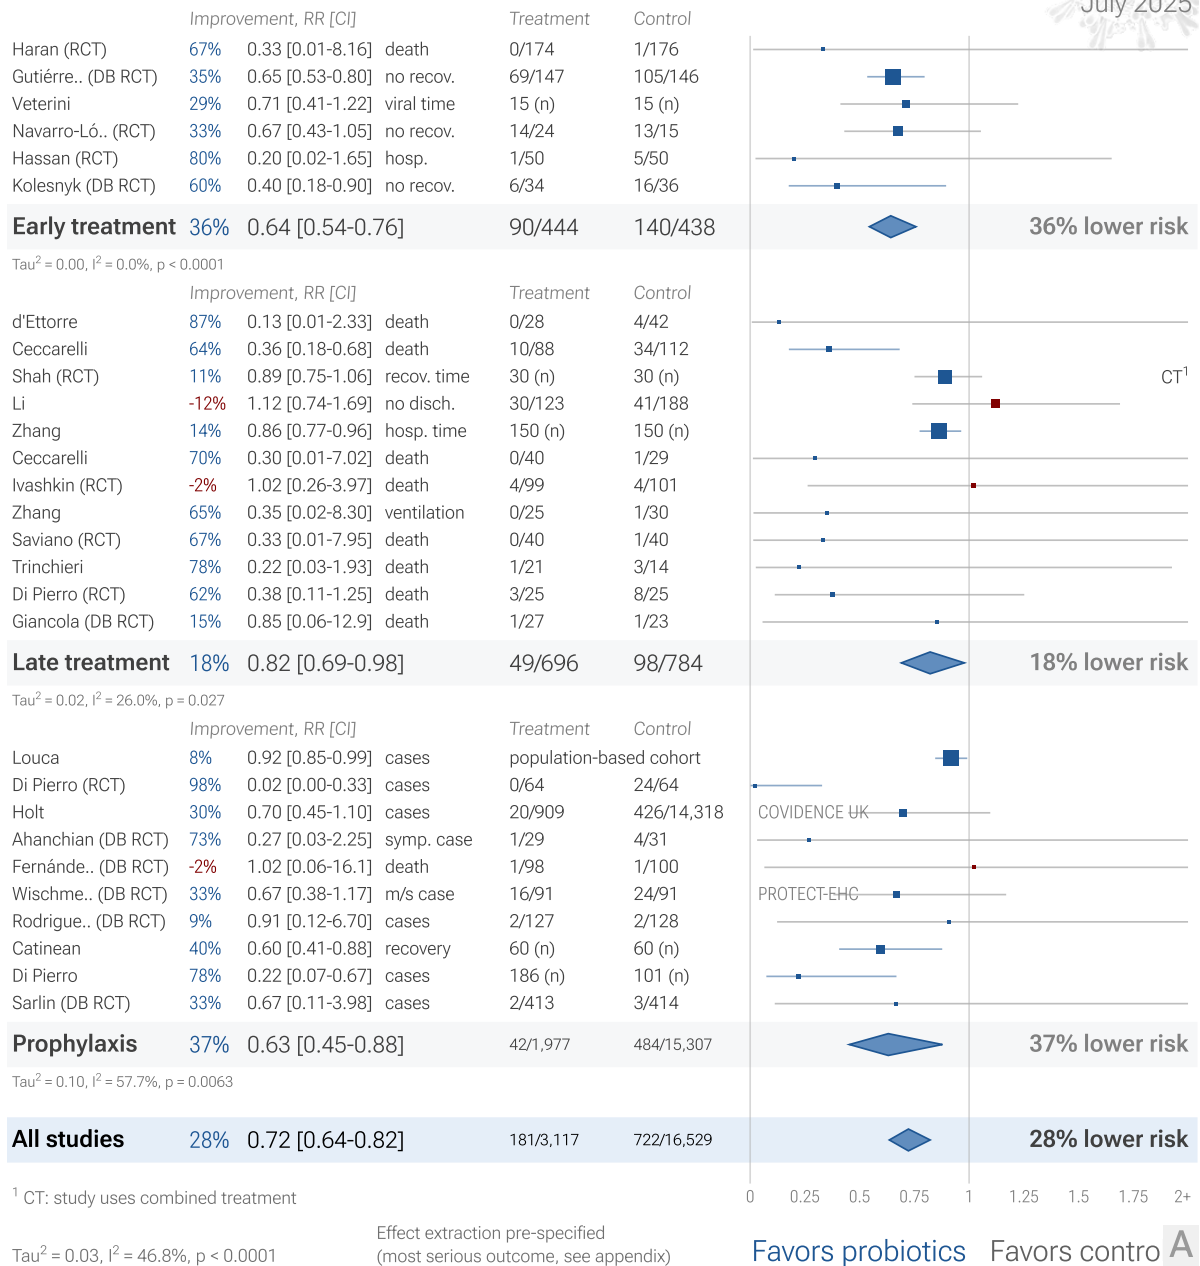 July 2025
Improvement, RR [CI] Treatment Control
Haran (RCT) 67% 0.33 [0.01-8.16] death 0/174 1/176
Gutiérre.. (DB RCT) 35% 0.65 [0.53-0.80] no recov. 69/147 105/146
Veterini 29% 0.71 [0.41-1.22] viral time 15 (n) 15 (n)
Navarro-Ló.. (RCT) 33% 0.67 [0.43-1.05] no recov. 14/24 13/15
Hassan (RCT) 80% 0.20 [0.02-1.65] hosp. 1/50 5/50
Kolesnyk (DB RCT) 60% 0.40 [0.18-0.90] no recov. 6/34 16/36
Early treatment 36% 0.64 [0.54-0.76] 90/444 140/438 36% lower risk
Tau² = 0.00, I² = 0.0%, p < 0.0001
Improvement, RR [CI] Treatment Control
d'Ettorre 87% 0.13 [0.01-2.33] death 0/28 4/42
Ceccarelli 64% 0.36 [0.18-0.68] death 10/88 34/112
Shah (RCT) 11% 0.89 [0.75-1.06] recov. time 30 (n) 30 (n) CT¹
Li -12% 1.12 [0.74-1.69] no disch. 30/123 41/188
Zhang 14% 0.86 [0.77-0.96] hosp. time 150 (n) 150 (n)
Ceccarelli 70% 0.30 [0.01-7.02] death 0/40 1/29
Ivashkin (RCT) -2% 1.02 [0.26-3.97] death 4/99 4/101
Zhang 65% 0.35 [0.02-8.30] ventilation 0/25 1/30
Saviano (RCT) 67% 0.33 [0.01-7.95] death 0/40 1/40
Trinchieri 78% 0.22 [0.03-1.93] death 1/21 3/14
Di Pierro (RCT) 62% 0.38 [0.11-1.25] death 3/25 8/25
Giancola (DB RCT) 15% 0.85 [0.06-12.9] death 1/27 1/23
Late treatment 18% 0.82 [0.69-0.98] 49/696 98/784 18% lower risk
Tau² = 0.02, I² = 26.0%, p = 0.027
Improvement, RR [CI] Treatment Control
Louca 8% 0.92 [0.85-0.99] cases population-based cohort
Di Pierro (RCT) 98% 0.02 [0.00-0.33] cases 0/64 24/64
Holt 30% 0.70 [0.45-1.10] cases 20/909 426/14,318 COVIDENCE UK
Ahanchian (DB RCT) 73% 0.27 [0.03-2.25] symp. case 1/29 4/31
Fernánde.. (DB RCT) -2% 1.02 [0.06-16.1] death 1/98 1/100
Wischme.. (DB RCT) 33% 0.67 [0.38-1.17] m/s case 16/91 24/91 PROTECT-EHC
Rodrigue.. (DB RCT) 9% 0.91 [0.12-6.70] cases 2/127 2/128
Catinean 40% 0.60 [0.41-0.88] recovery 60 (n) 60 (n)
Di Pierro 78% 0.22 [0.07-0.67] cases 186 (n) 101 (n)
Sarlin (DB RCT) 33% 0.67 [0.11-3.98] cases 2/413 3/414
Prophylaxis 37% 0.63 [0.45-0.88] 42/1,977 484/15,307 37% lower risk
Tau² = 0.10, I² = 57.7%, p = 0.0063
All studies 28% 0.72 [0.64-0.82] 181/3,117 722/16,529 28% lower risk
¹ CT: study uses combined treatment
0 0.25 0.5 0.75 1 1.25 1.5 1.75 2+
Effect extraction pre-specified
Tau² = 0.03, I² = 46.8%, p < 0.0001 (most serious outcome, see appendix)
Favors probiotics Favors contro A